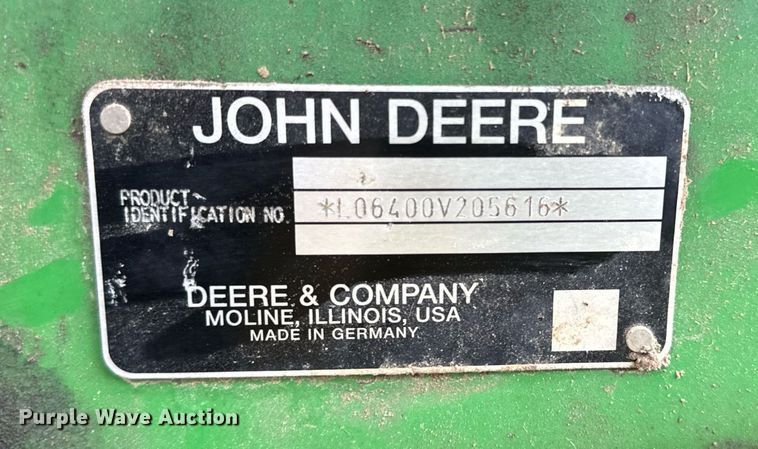 JOHN DEERE
PRODUCT
IDENTIFICATION NO.
*L06400V205616*
DEERE & COMPANY
MOLINE, ILLINOIS, USA
MADE IN GERMANY
Purple Wave Auction